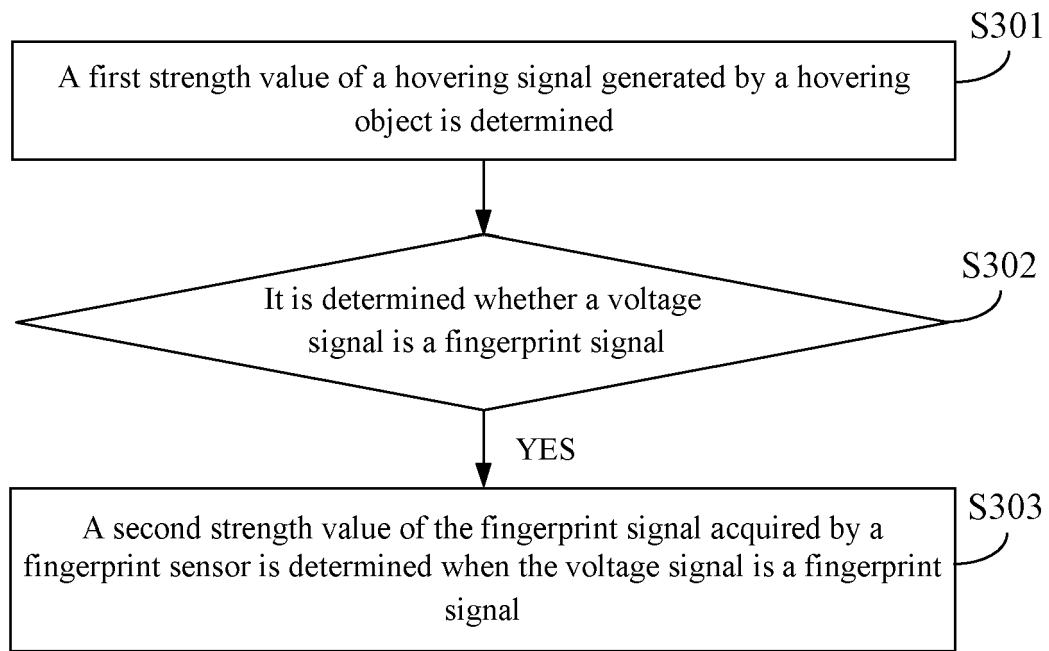 S301
A first strength value of a hovering signal generated by a hovering
object is determined
S302
It is determined whether a voltage
signal is a fingerprint signal
YES
S303
A second strength value of the fingerprint signal acquired by a
fingerprint sensor is determined when the voltage signal is a fingerprint
signal